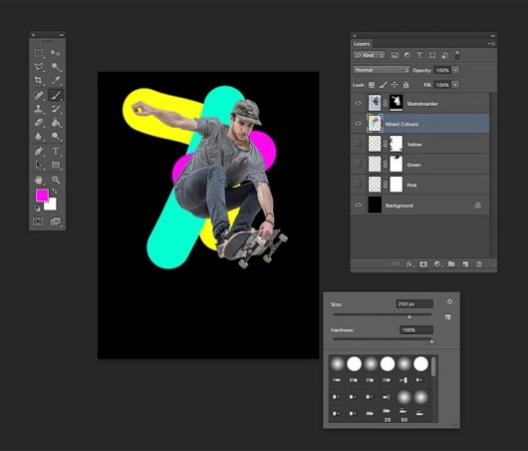 Layers
Kind
Normal Opacity: 100%
Lock: Fill: 100%
Skateboarder
Mixed Colours
Yellow
Green
Pink
Background
fx
Size: 250 px
Hardness: 100%
25 50